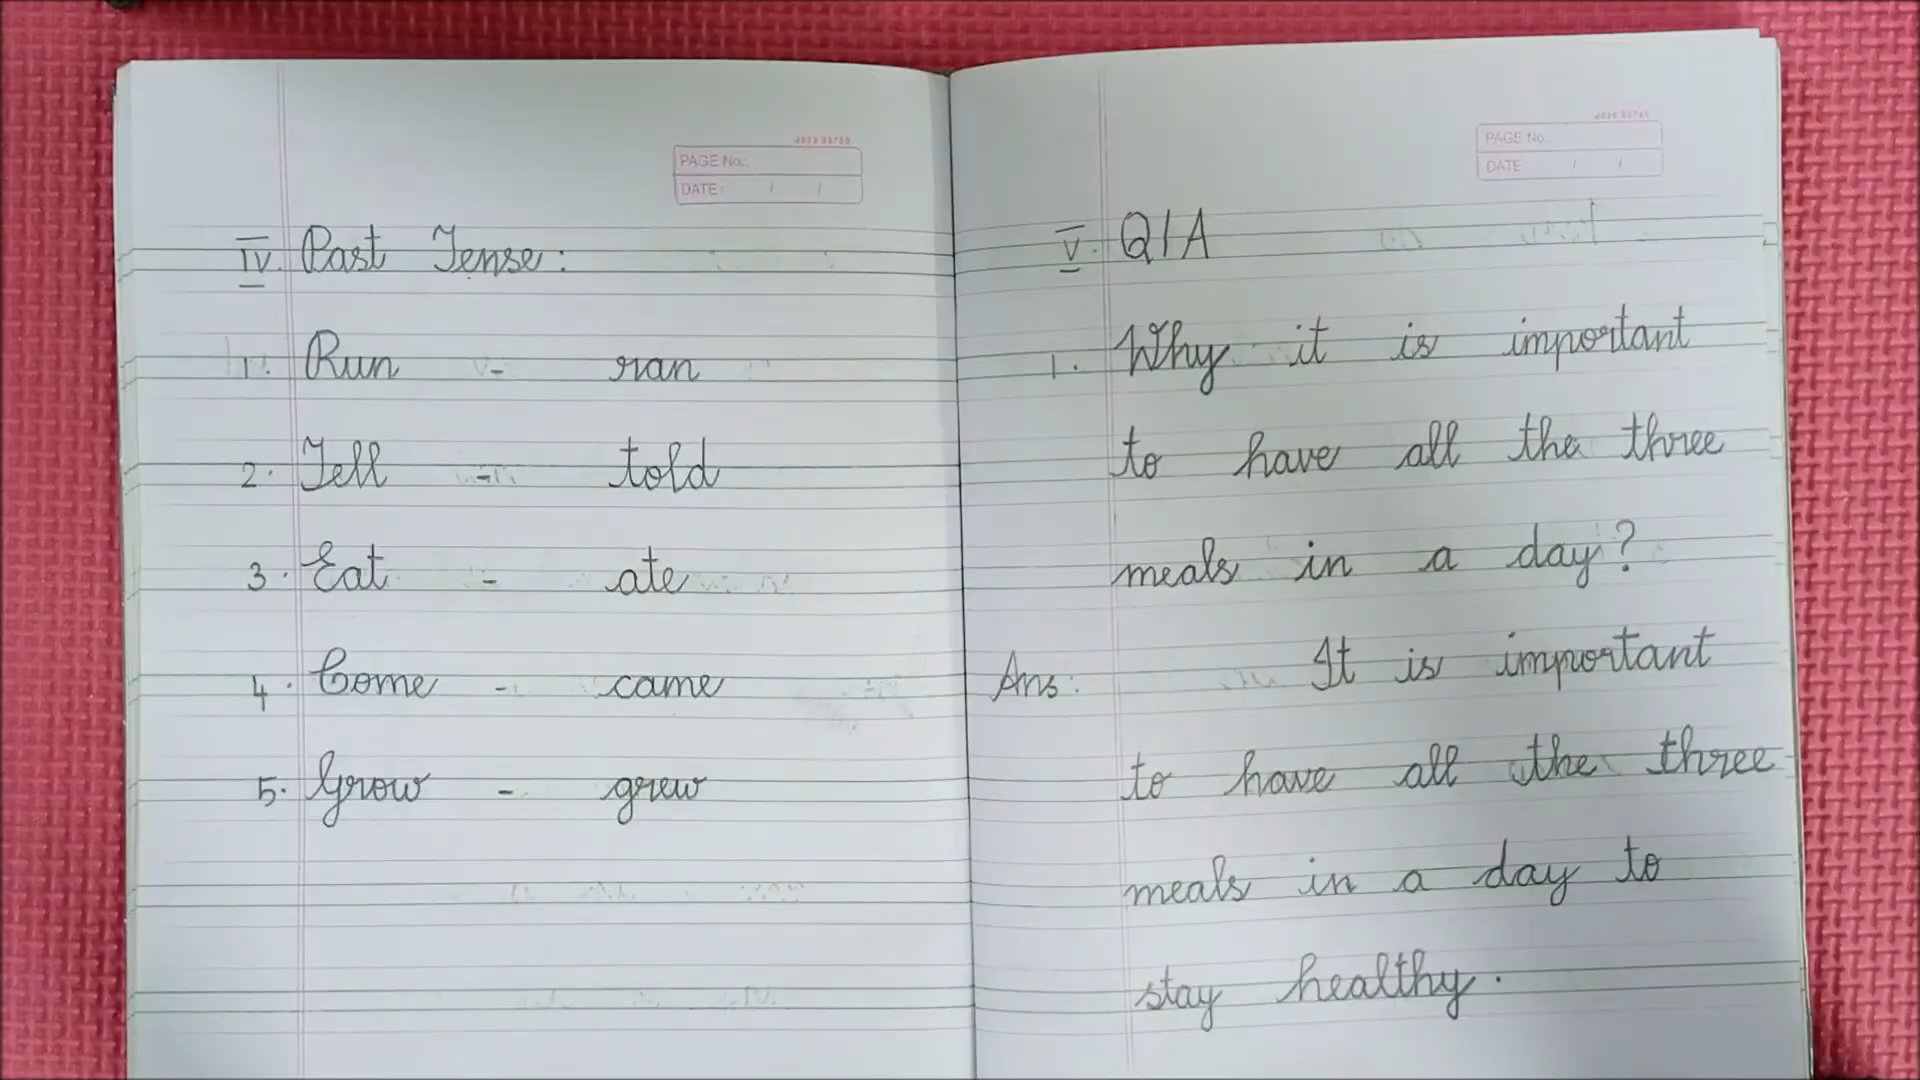 PAGE No.:
DATE: / /
IV. Past Tense:
1. Run - ran
2. Tell - told
3. Eat - ate
4. Come - came
5. Grow - grew
PAGE No.:
DATE / /
V. Q/A
1. Why it is important
to have all the three
meals in a day?
Ans: It is important
to have all the three
meals in a day to
stay healthy.